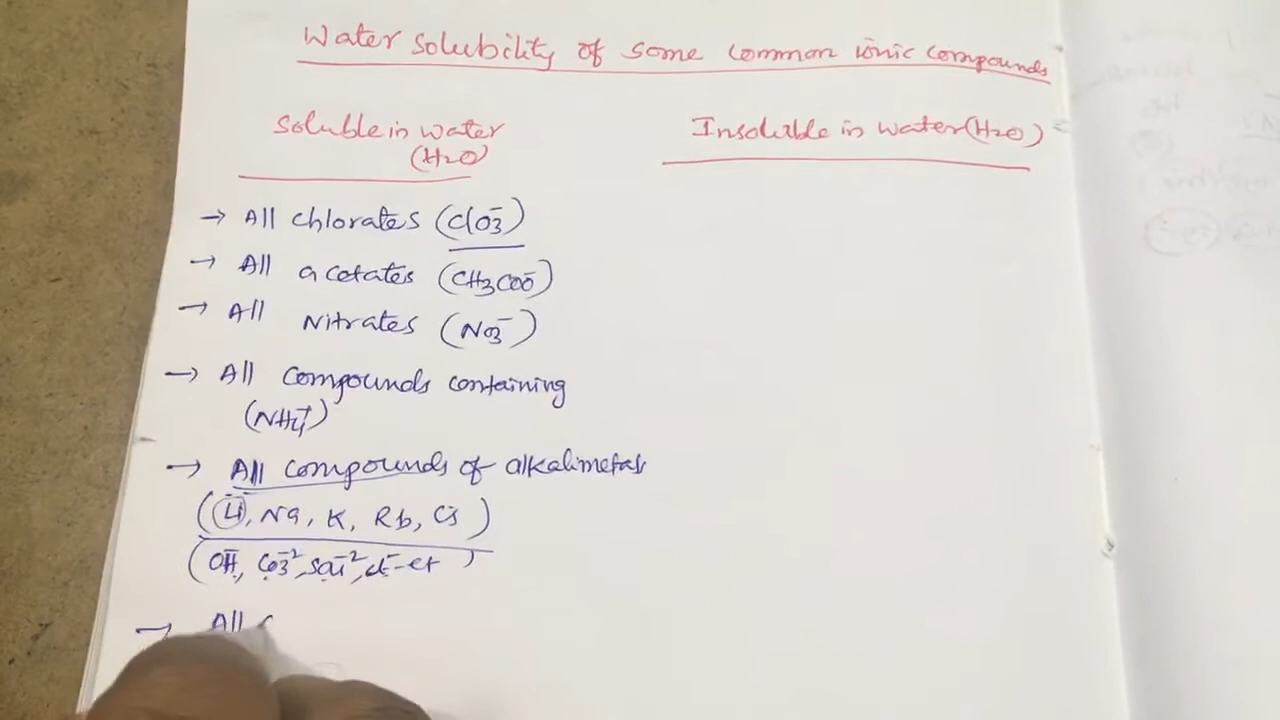 Water solubility of some common ionic compounds
Soluble in water
(H2O)
Insoluble in water (H2O)
→ All chlorates (ClO3⁻)
→ All acetates (CH3COO⁻)
→ All Nitrates (NO3⁻)
→ All compounds containing
(NH4⁺)
→ All compounds of alkalimetals
(Li, Na, K, Rb, Cs)
(OH⁻, CO3⁻², SO4⁻², Cl⁻ - et )
→ All